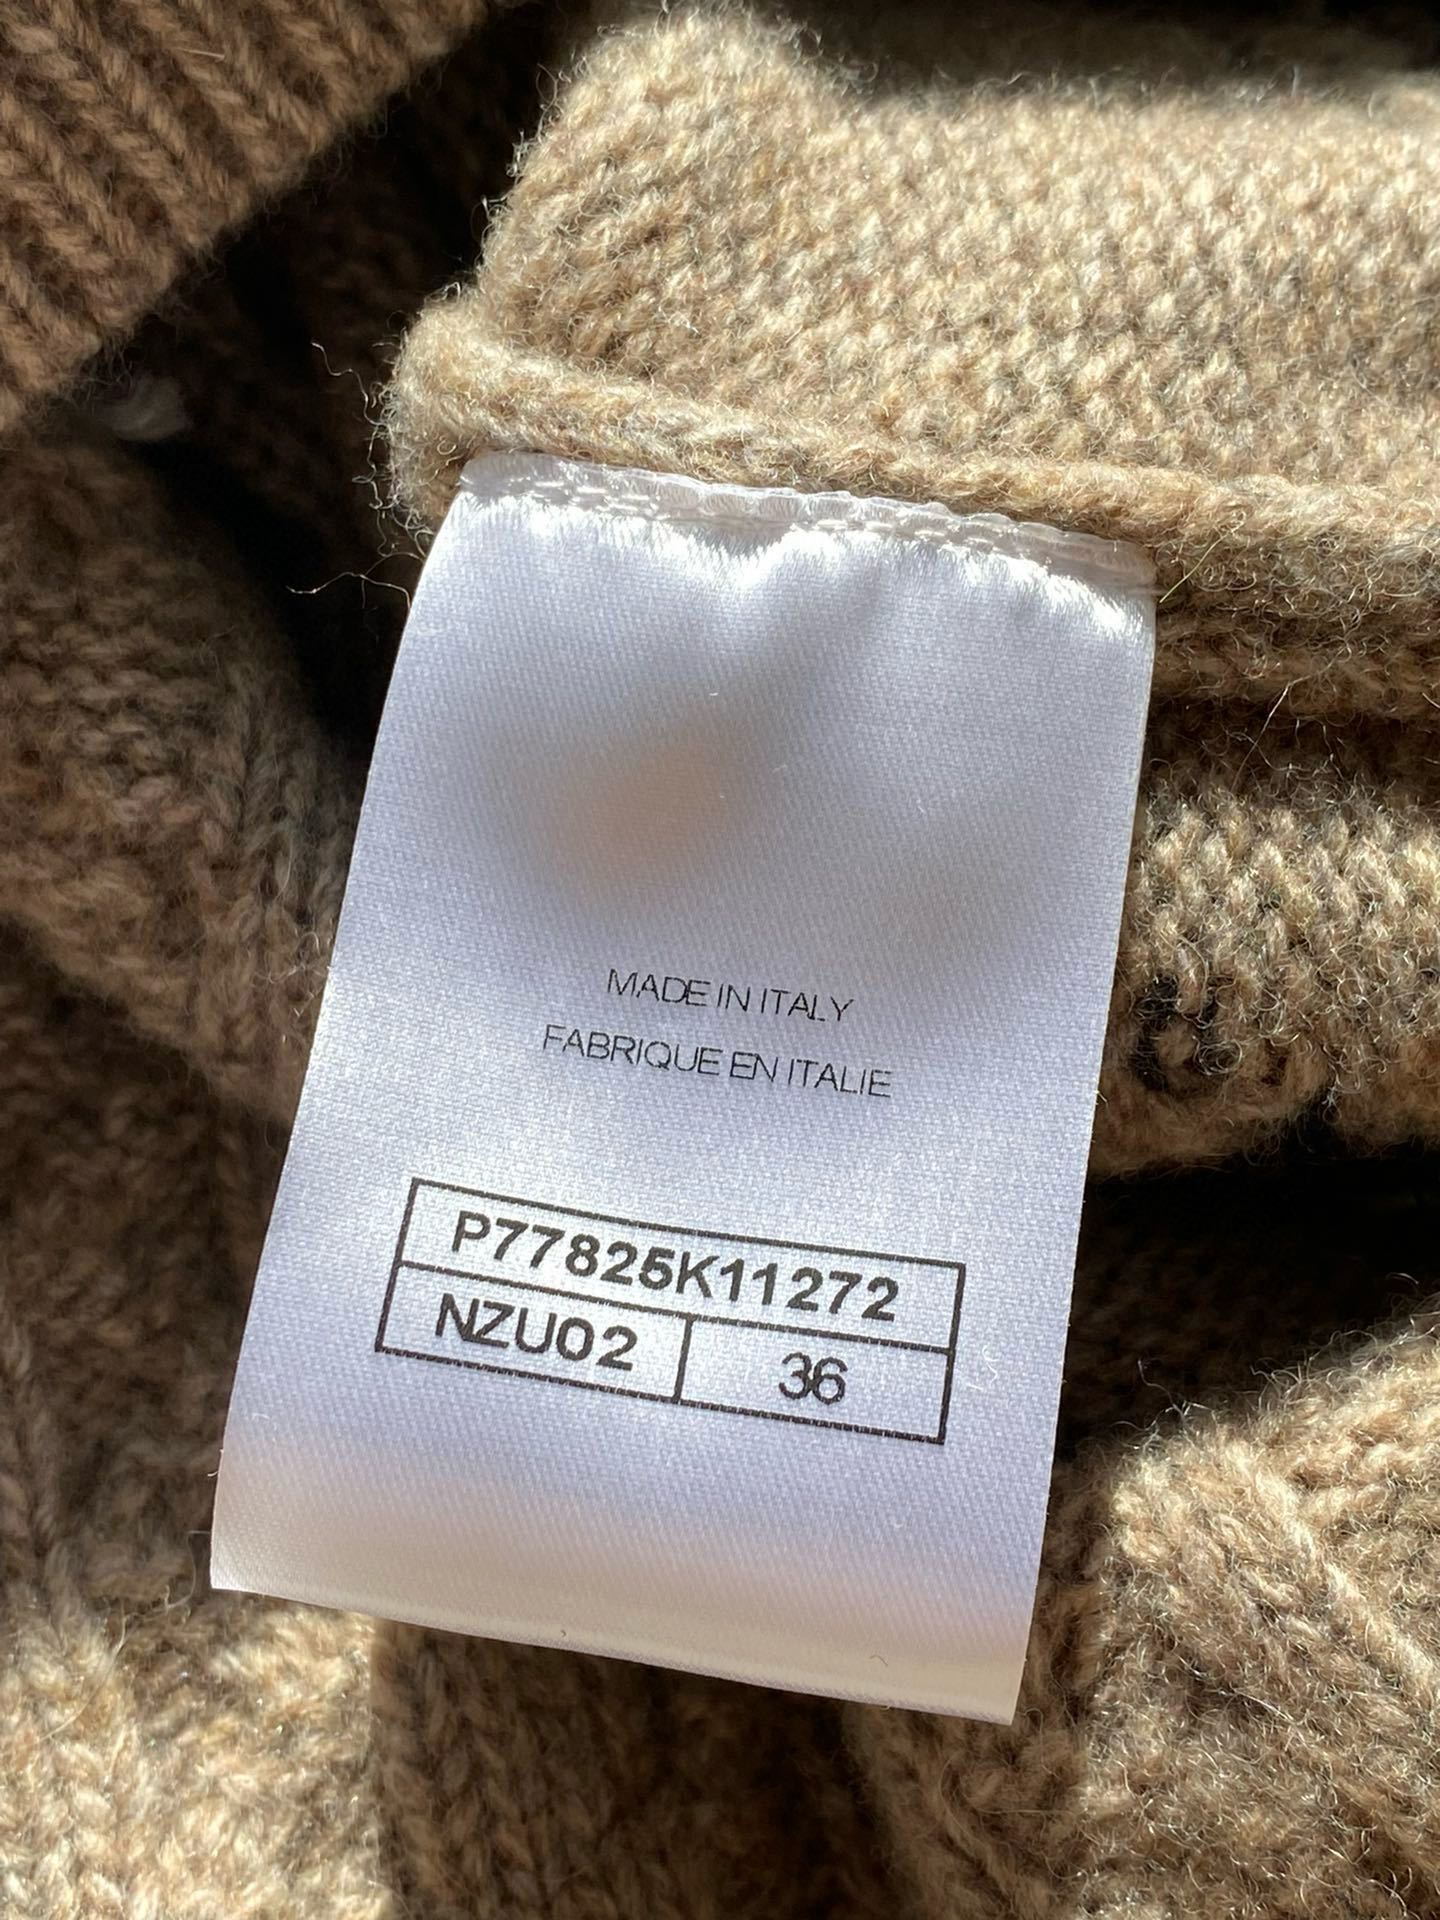 MADE IN ITALY
FABRIQUE EN ITALIE
P77825K11272
NZU02 36